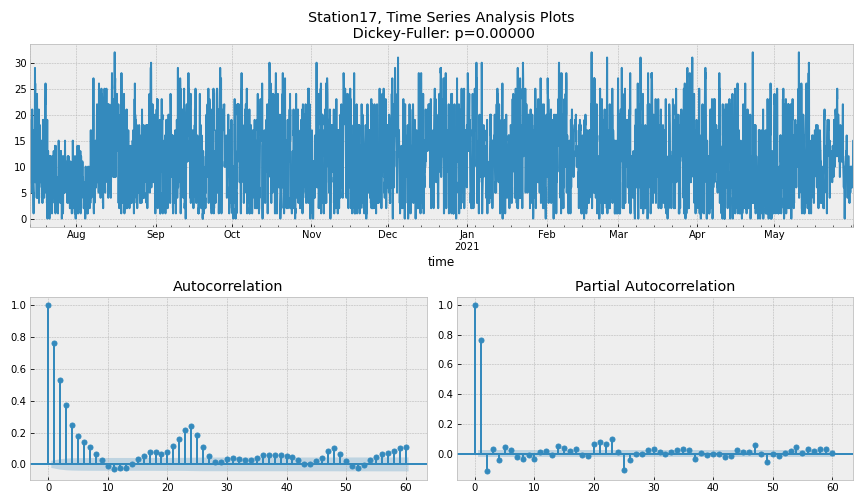 Station17, Time Series Analysis Plots
Dickey-Fuller: p=0.00000
30
25
20
15
10
5
0
Aug Sep Oct Nov Dec Jan Feb Mar Apr May
2021
time
Autocorrelation
1.0
0.8
0.6
0.4
0.2
0.0
0 10 20 30 40 50 60
Partial Autocorrelation
1.0
0.8
0.6
0.4
0.2
0.0
0 10 20 30 40 50 60